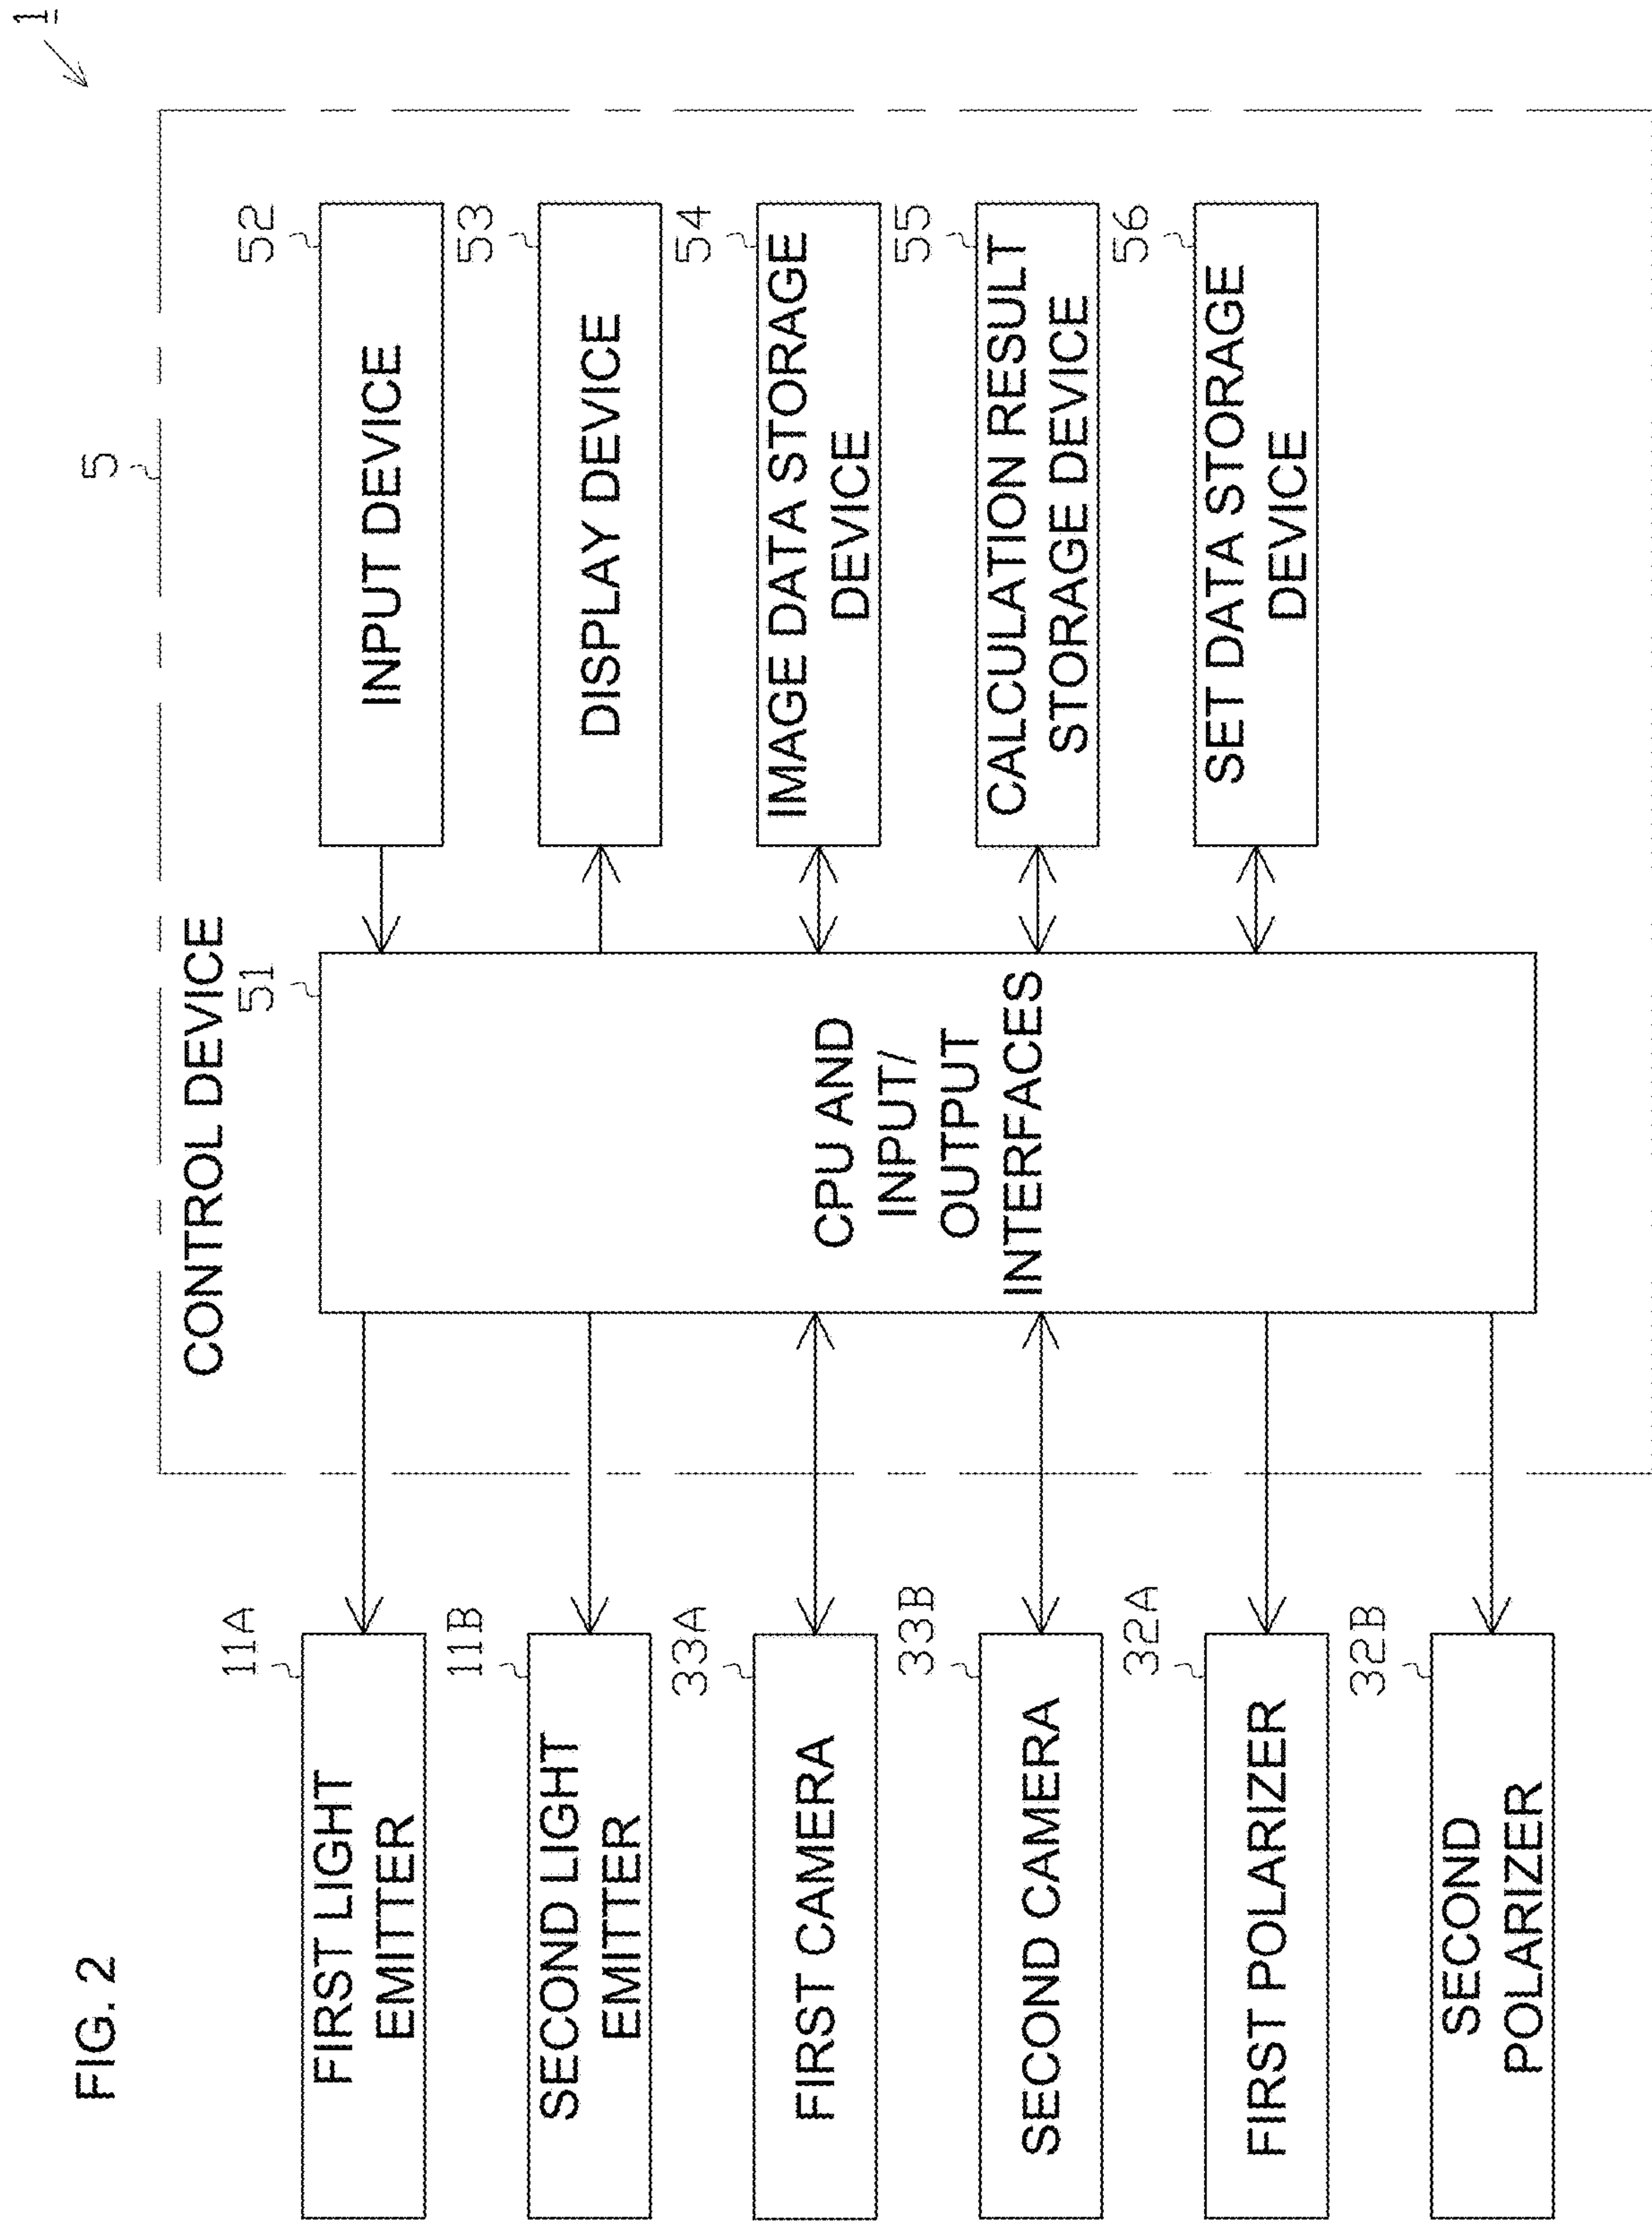 FIG. 2
1
5
CONTROL DEVICE
11A
FIRST LIGHT
EMITTER
11B
SECOND LIGHT
EMITTER
33A
FIRST CAMERA
33B
SECOND CAMERA
32A
FIRST POLARIZER
32B
SECOND
POLARIZER
51
CPU AND
INPUT/
OUTPUT
INTERFACES
52
INPUT DEVICE
53
DISPLAY DEVICE
54
IMAGE DATA STORAGE
DEVICE
55
CALCULATION RESULT
STORAGE DEVICE
56
SET DATA STORAGE
DEVICE